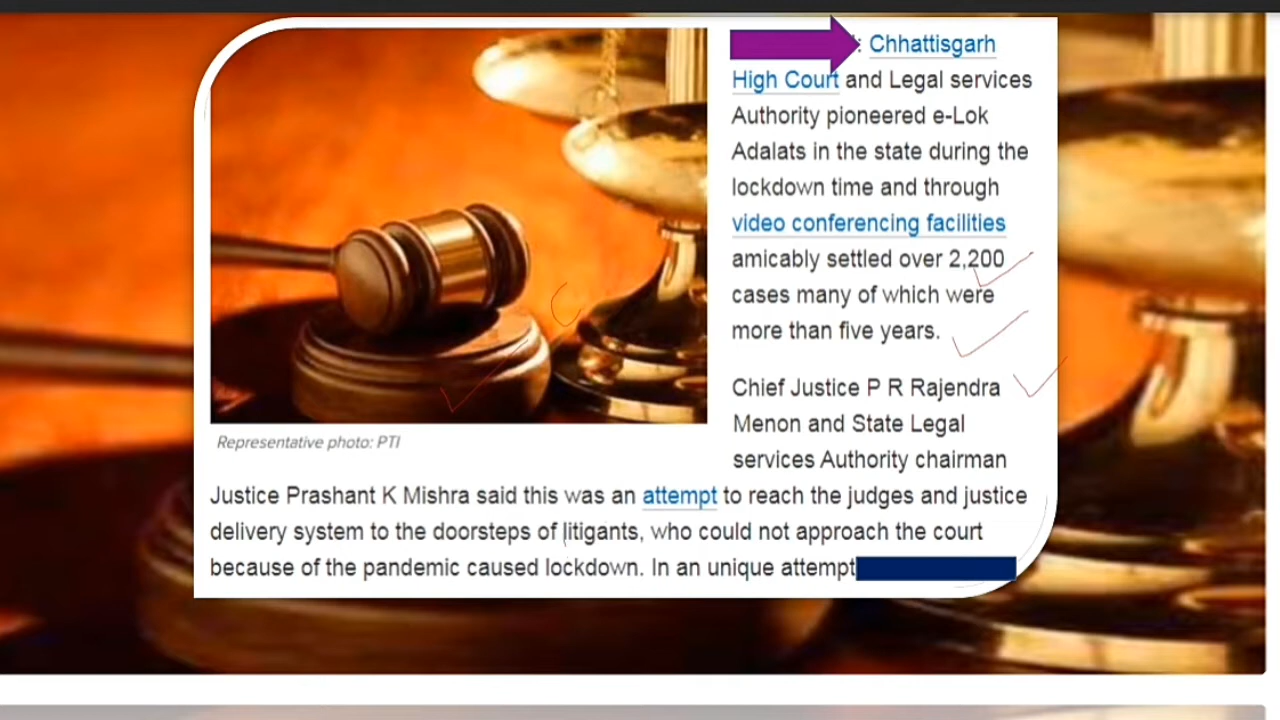 : Chhattisgarh
High Court and Legal services
Authority pioneered e-Lok
Adalats in the state during the
lockdown time and through
video conferencing facilities
amicably settled over 2,200
cases many of which were
more than five years.
Representative photo: PTI
Chief Justice P R Rajendra
Menon and State Legal
services Authority chairman
Justice Prashant K Mishra said this was an attempt to reach the judges and justice
delivery system to the doorsteps of litigants, who could not approach the court
because of the pandemic caused lockdown. In an unique attempt